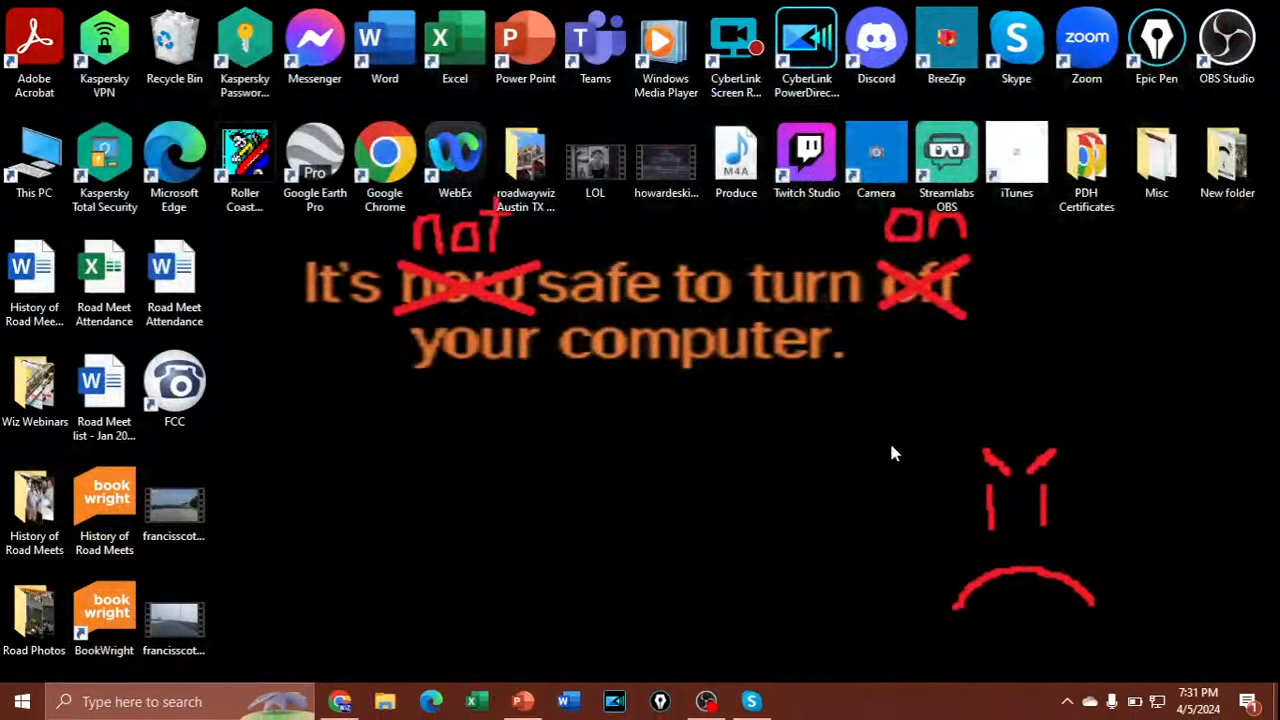 Adobe Acrobat
Kaspersky VPN
Recycle Bin
Kaspersky Passwor...
Messenger
Word
Excel
Power Point
Teams
Windows Media Player
CyberLink Screen R...
CyberLink PowerDirec...
Discord
BreeZip
Skype
zoom
Zoom
Epic Pen
OBS Studio
This PC
Kaspersky Total Security
Microsoft Edge
Roller Coast...
Pro
Google Earth Pro
Google Chrome
WebEx
roadwaywiz Austin TX ...
LOL
howardeski...
M4A
Produce
Twitch Studio
Camera
Streamlabs OBS
iTunes
PDH Certificates
Misc
New folder
not on
It's now safe to turn off
your computer.
History of Road Mee...
Road Meet Attendance
Road Meet Attendance
Wiz Webinars
Road Meet list - Jan 20...
FCC
History of Road Meets
book wright
History of Road Meets
francisscot...
Road Photos
book wright
BookWright
francisscot...
Type here to search
7:31 PM
4/5/2024
1